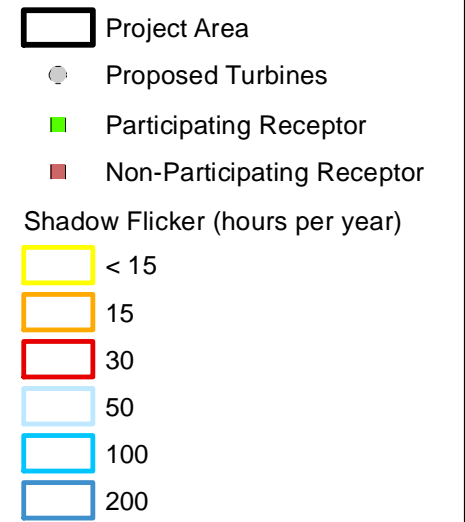 Project Area
Proposed Turbines
Participating Receptor
Non-Participating Receptor
Shadow Flicker (hours per year)
< 15
15
30
50
100
200